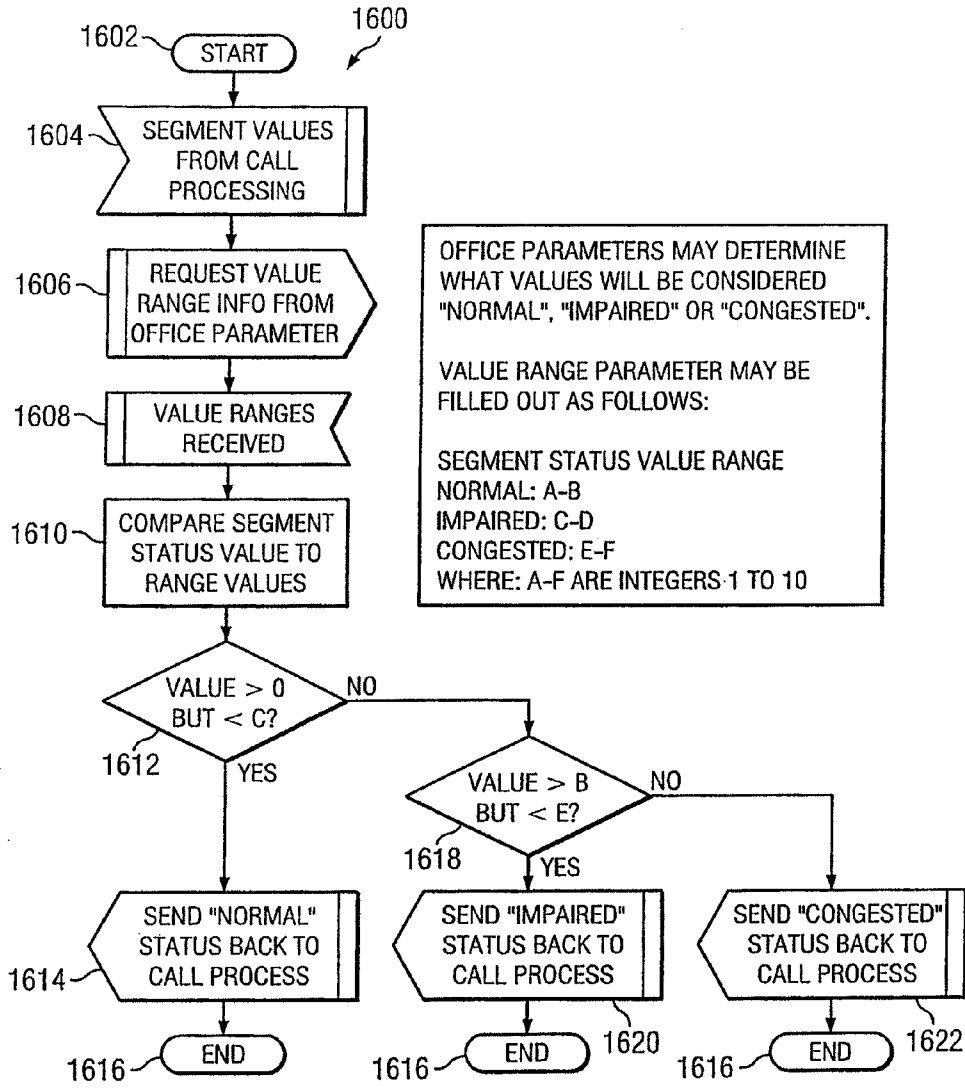 1600
1602
START
1604
SEGMENT VALUES
FROM CALL
PROCESSING
1606
REQUEST VALUE
RANGE INFO FROM
OFFICE PARAMETER
1608
VALUE RANGES
RECEIVED
1610
COMPARE SEGMENT
STATUS VALUE TO
RANGE VALUES
OFFICE PARAMETERS MAY DETERMINE
WHAT VALUES WILL BE CONSIDERED
"NORMAL", "IMPAIRED" OR "CONGESTED".
VALUE RANGE PARAMETER MAY BE
FILLED OUT AS FOLLOWS:
SEGMENT STATUS VALUE RANGE
NORMAL: A-B
IMPAIRED: C-D
CONGESTED: E-F
WHERE: A-F ARE INTEGERS 1 TO 10
VALUE > 0
BUT < C?
NO
1612
YES
VALUE > B
BUT < E?
NO
1618
YES
SEND "NORMAL"
STATUS BACK TO
CALL PROCESS
1614
SEND "IMPAIRED"
STATUS BACK TO
CALL PROCESS
1620
SEND "CONGESTED"
STATUS BACK TO
CALL PROCESS
1622
1616
END
1616
END
1616
END